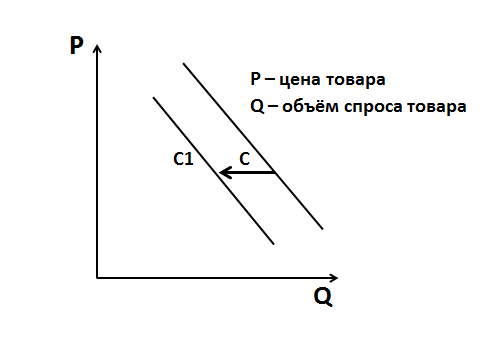 P
P – цена товара
Q – объём спроса товара
C1
C
Q